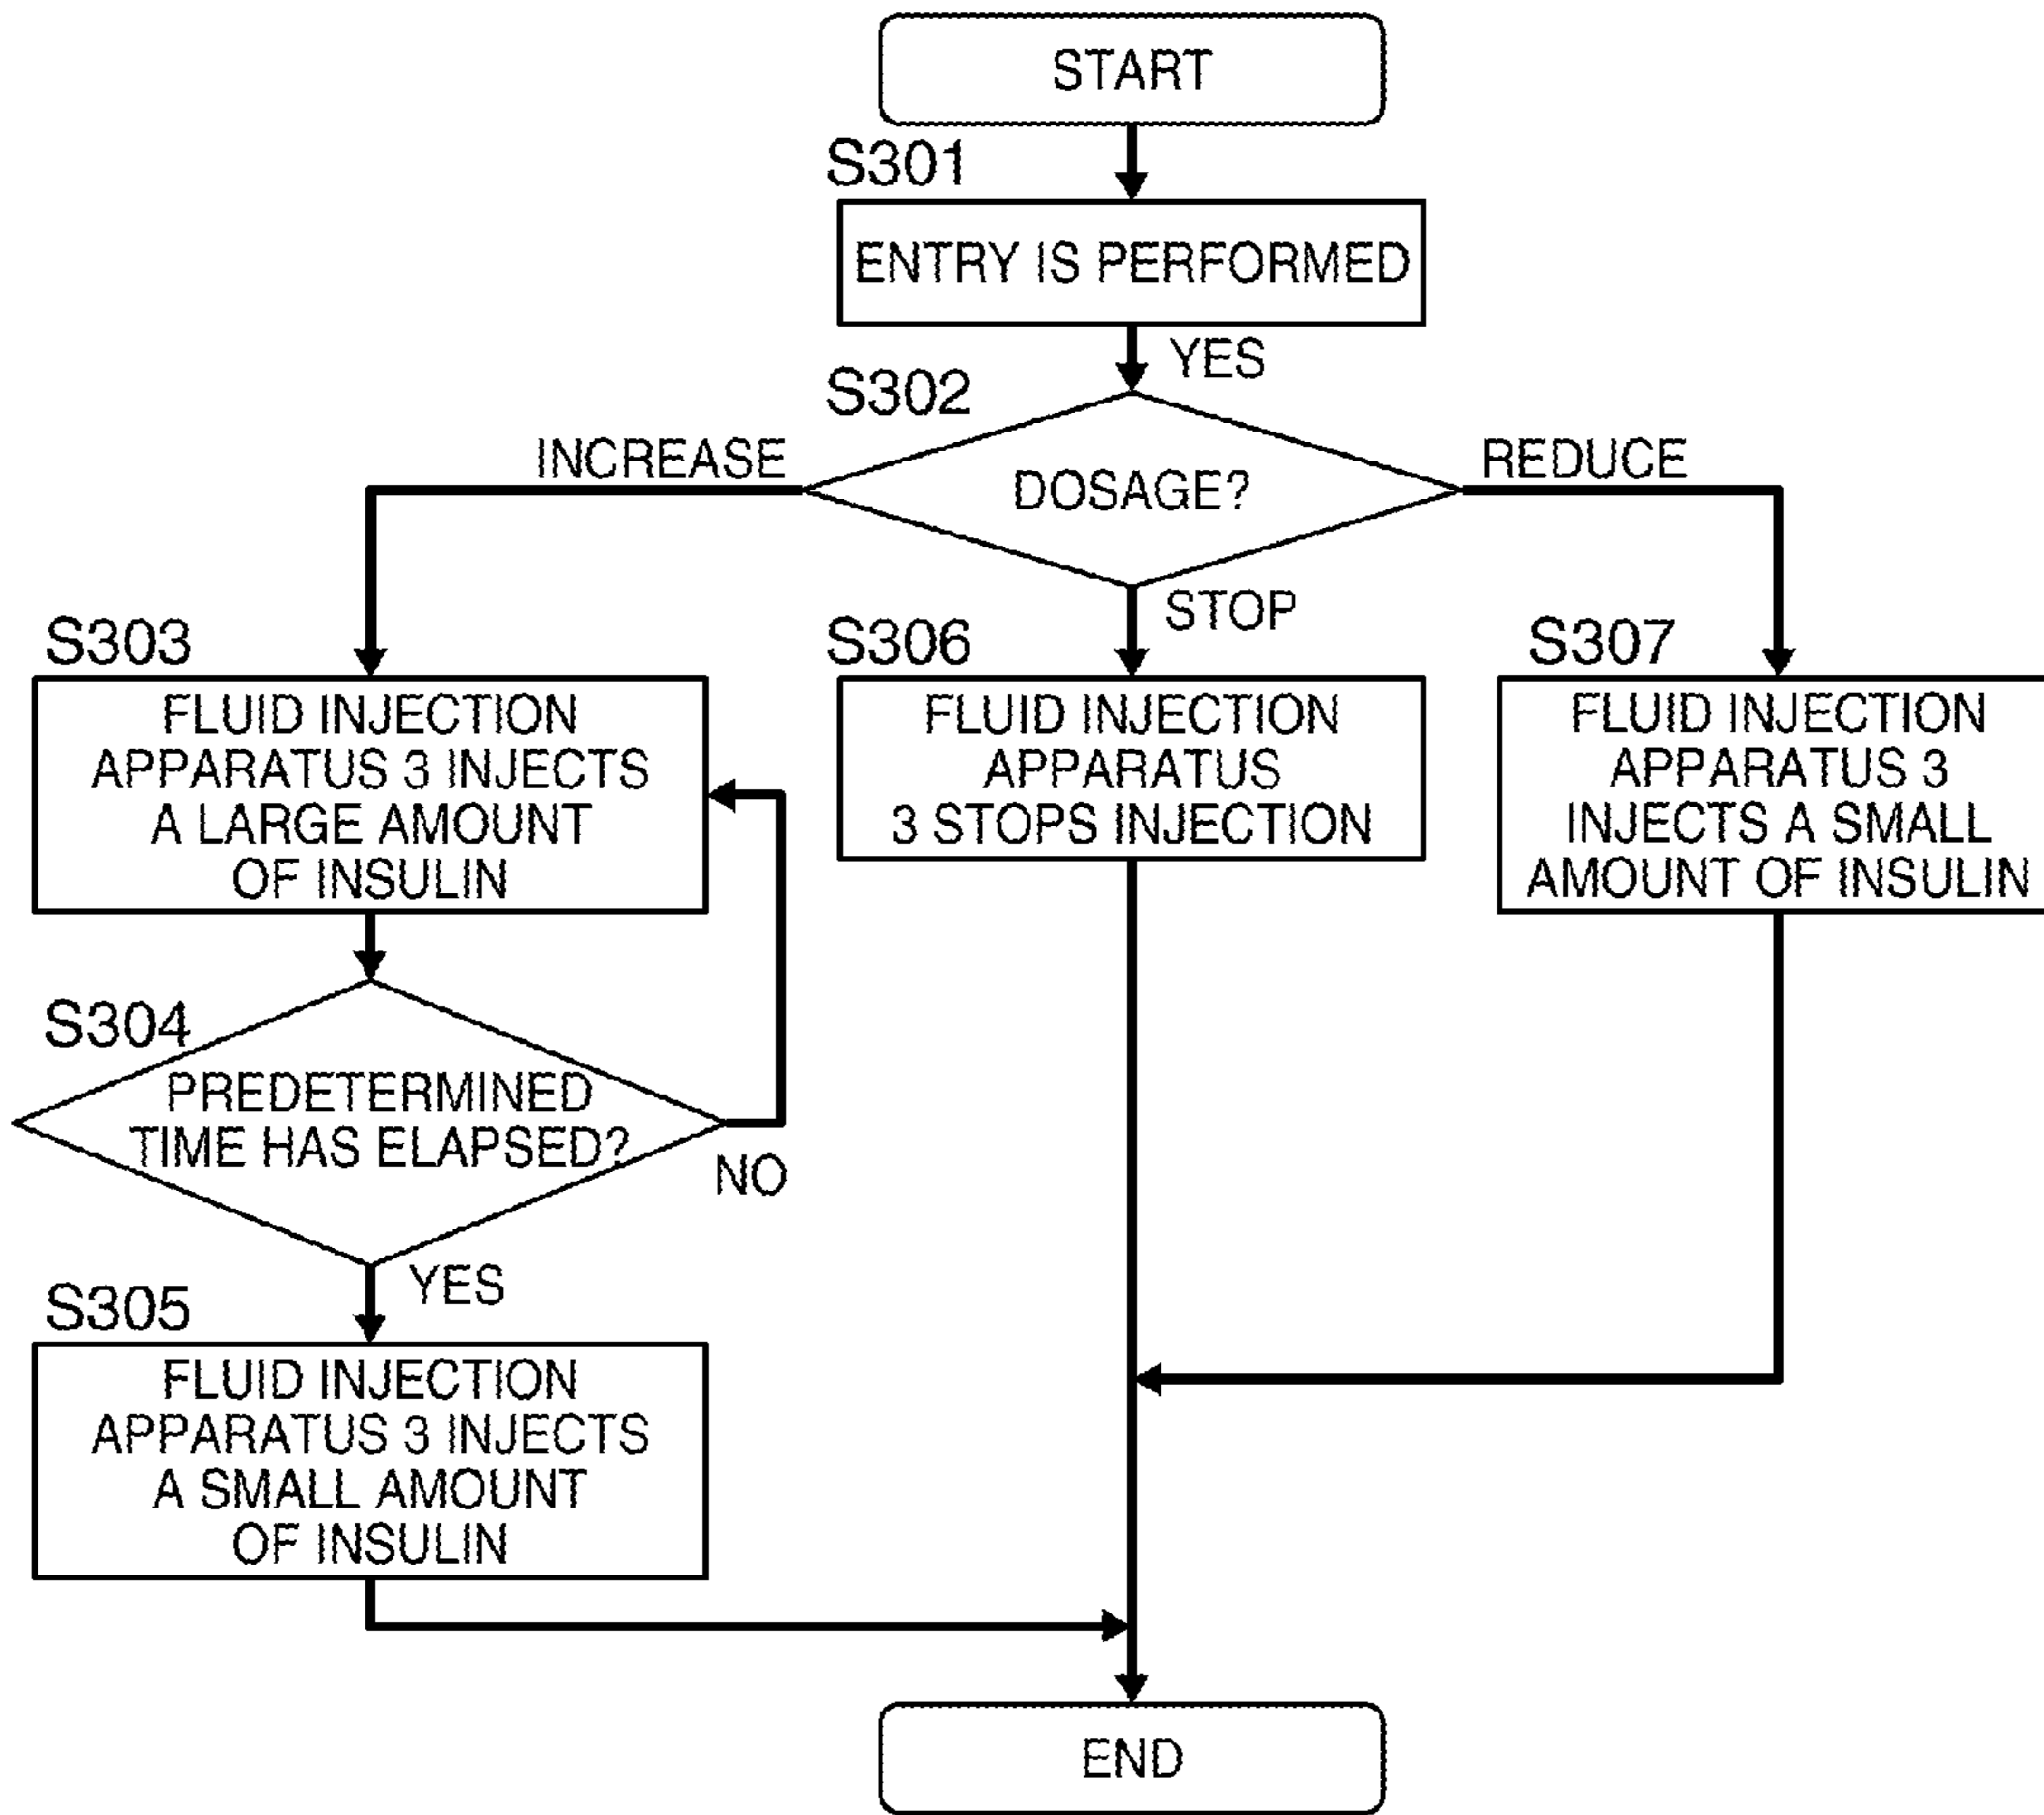 START
S301
ENTRY IS PERFORMED
YES
S302
INCREASE
DOSAGE?
REDUCE
STOP
S303
FLUID INJECTION
APPARATUS 3 INJECTS
A LARGE AMOUNT
OF INSULIN
S306
FLUID INJECTION
APPARATUS
3 STOPS INJECTION
S307
FLUID INJECTION
APPARATUS 3
INJECTS A SMALL
AMOUNT OF INSULIN
S304
PREDETERMINED
TIME HAS ELAPSED?
NO
YES
S305
FLUID INJECTION
APPARATUS 3 INJECTS
A SMALL AMOUNT
OF INSULIN
END